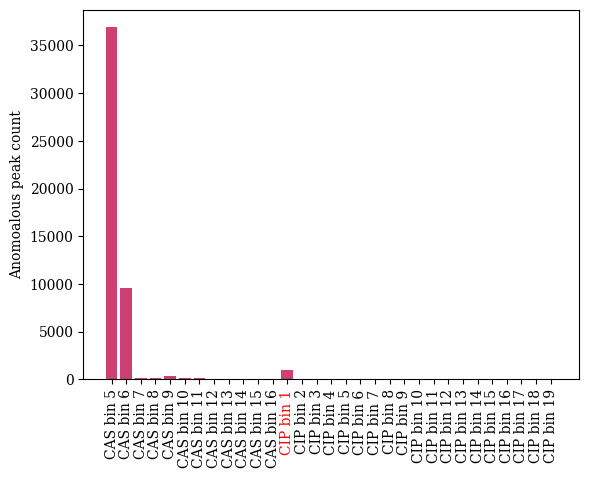 Anomoalous peak count
35000
30000
25000
20000
15000
10000
5000
0
CAS bin 5
CAS bin 6
CAS bin 7
CAS bin 8
CAS bin 9
CAS bin 10
CAS bin 11
CAS bin 12
CAS bin 13
CAS bin 14
CAS bin 15
CAS bin 16
CIP bin 1
CIP bin 2
CIP bin 3
CIP bin 4
CIP bin 5
CIP bin 6
CIP bin 7
CIP bin 8
CIP bin 9
CIP bin 10
CIP bin 11
CIP bin 12
CIP bin 13
CIP bin 14
CIP bin 15
CIP bin 16
CIP bin 17
CIP bin 18
CIP bin 19